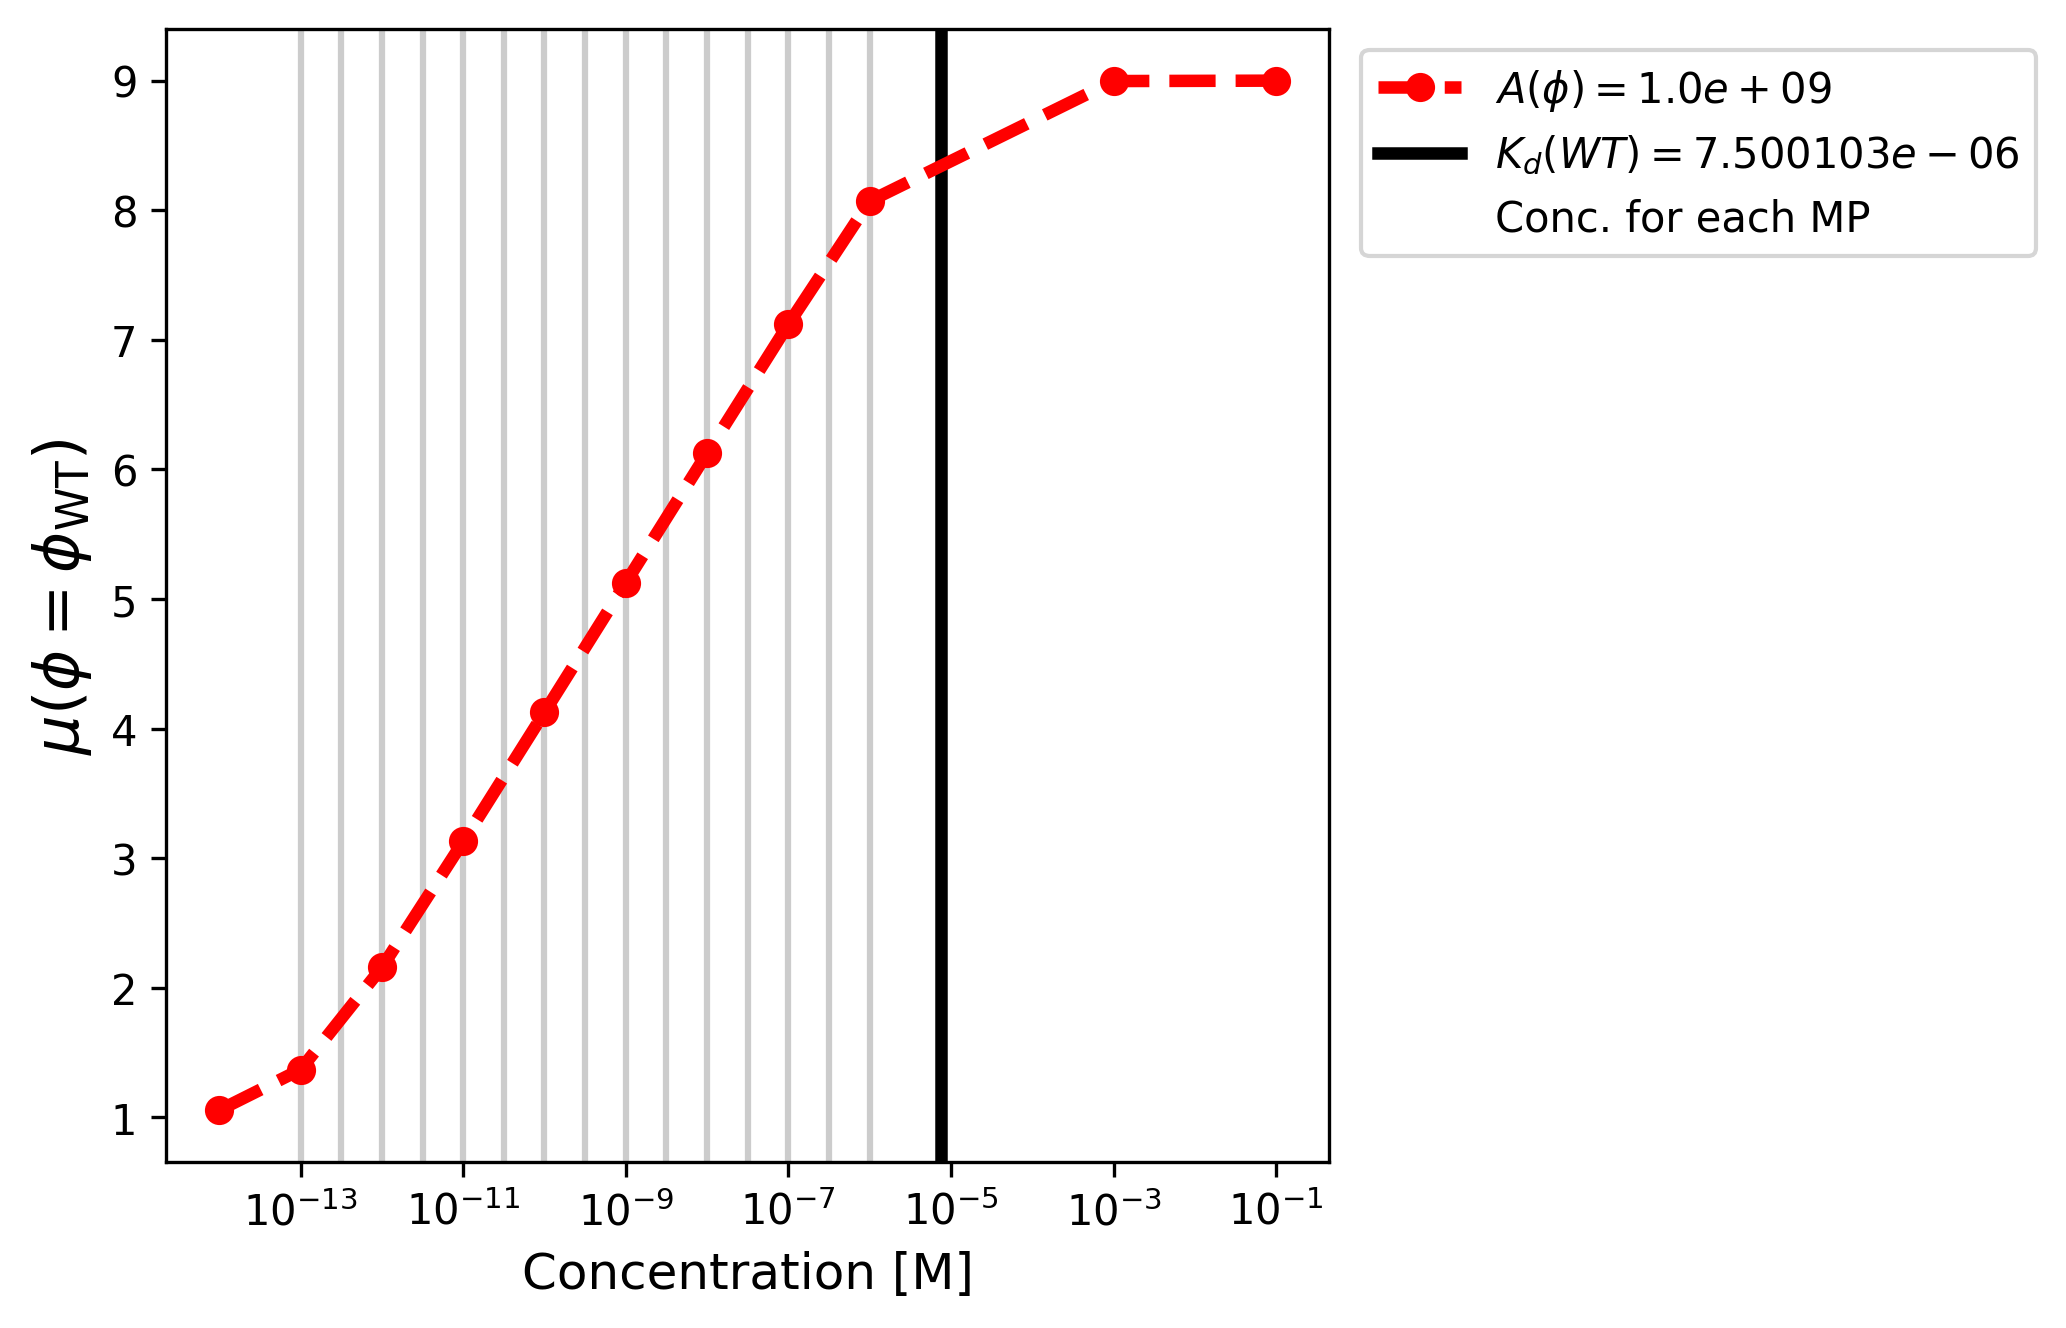 9
8
7
6
5
4
3
2
1
μ(ϕ = ϕ_WT)
10⁻¹³ 10⁻¹¹ 10⁻⁹ 10⁻⁷ 10⁻⁵ 10⁻³ 10⁻¹
Concentration [M]
A(ϕ) = 1.0e + 09
K_d(WT) = 7.500103e − 06
Conc. for each MP